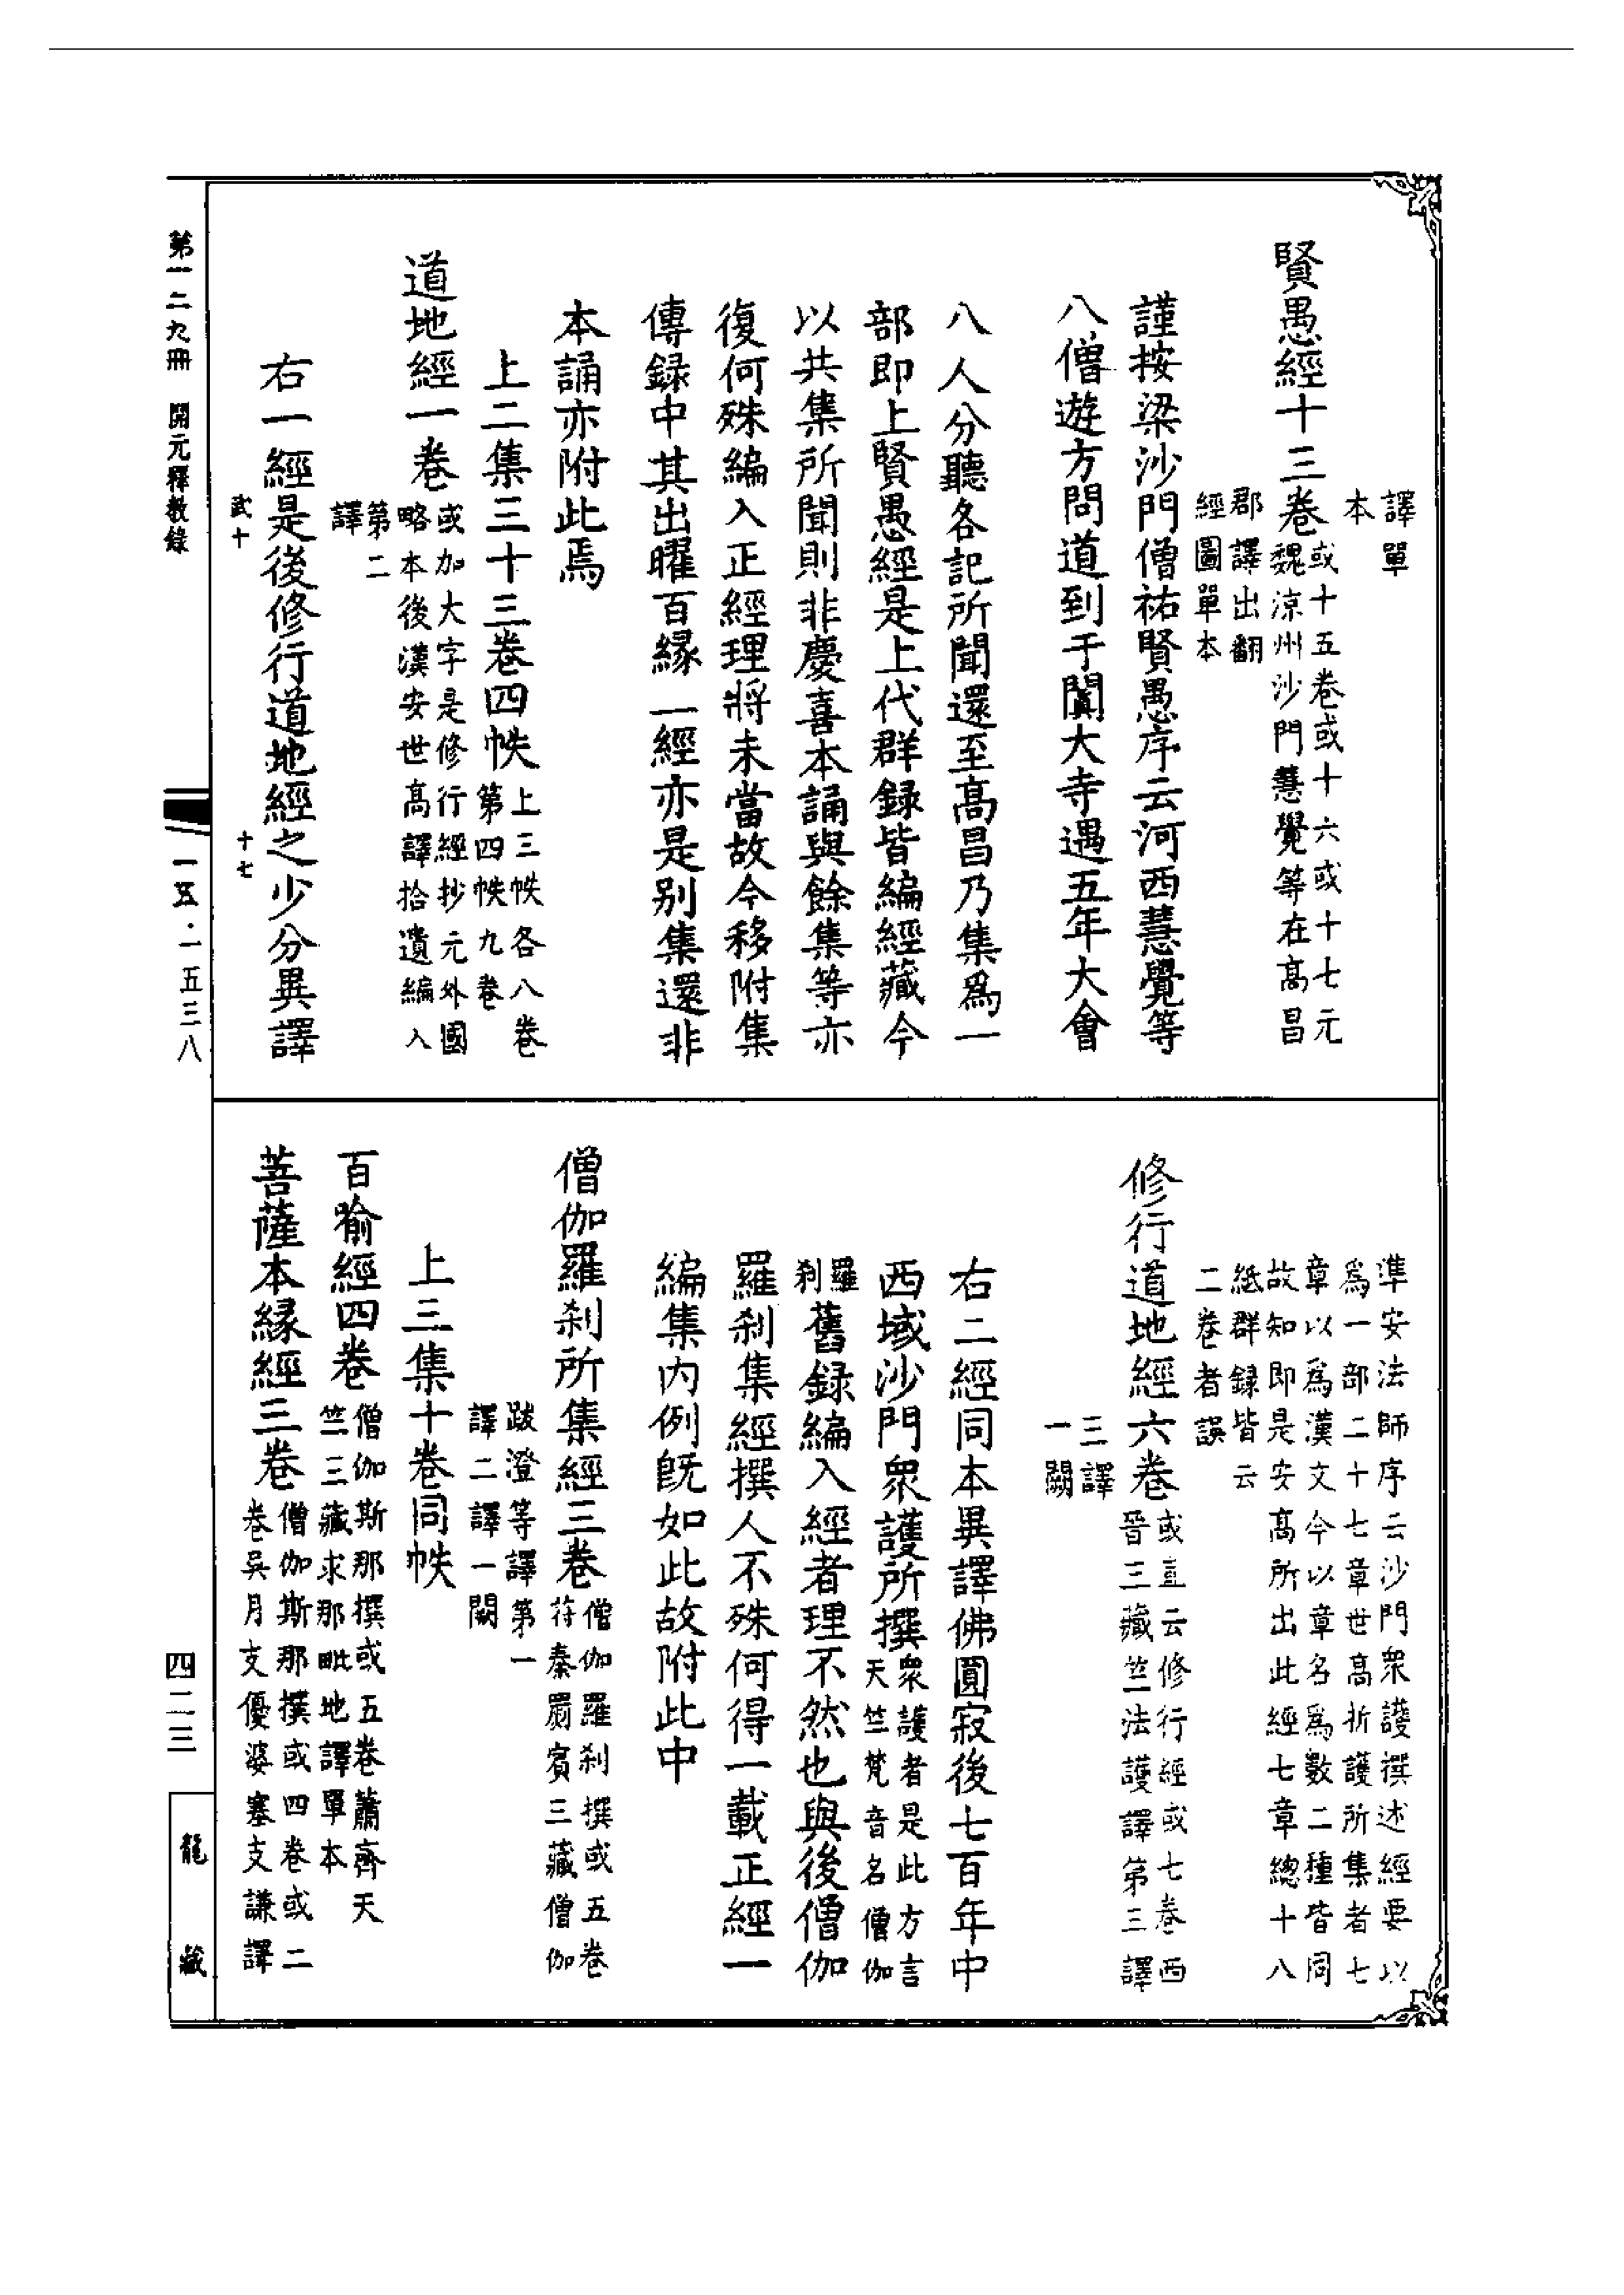 譯單
本
賢愚經十三卷或十五卷或十六或十七元
魏涼州沙門慧覺等在高昌
郡譯出翻
經圖單本
謹按梁沙門僧祐賢愚序云河西慧覺等
八僧遊方問道到于闐大寺遇五年大會
八人分聽各記所聞還至高昌乃集爲一
部即上賢愚經是上代群録皆編經藏今
以共集所聞則非慶喜本誦與餘集等亦
復何殊編入正經理將未當故今移附集
傳録中其出曜百縁二經亦是别集還非
本誦亦附此焉
上二集三十三卷四帙上三帙各八卷
第四帙九卷
道地經一卷或加大字是修行經抄元外國
略本後漢安世高譯拾遺編入
第二
譯
右一經是後修行道地經之少分異譯
武十
十七
準安法師序云沙門衆護撰述經要以
爲一部二十七章世高折護所集者七
章以爲漢文今以章名爲數二種皆同
故知即是安高所出此經七章總十八
紙群録皆云
二卷者誤
修行道地經六卷或直云修行經或七卷西
晉三藏竺法護譯第三譯
三譯
一闕
右二經同本異譯佛圓寂後七百年中
西域沙門衆護所撰衆護者是此方言
天竺梵音名僧伽
羅
刹舊録編入經者理不然也與後僧伽
羅刹集經撰人不殊何得一載正經一
編集内例旣如此故附此中
僧伽羅刹所集經三卷僧伽羅刹撰或五卷
苻秦罽賓三藏僧伽
跋澄等譯第一
譯二譯一闕
上三集十卷同帙
百喻經四卷僧伽斯那撰或五卷蕭齊天
竺三藏求那毗地譯單本
菩薩本縁經三卷僧伽斯那撰或四卷或二
卷吳月支優婆塞支謙譯
第一二九冊 開元釋教錄
一五·一五三八
四二三
龍藏